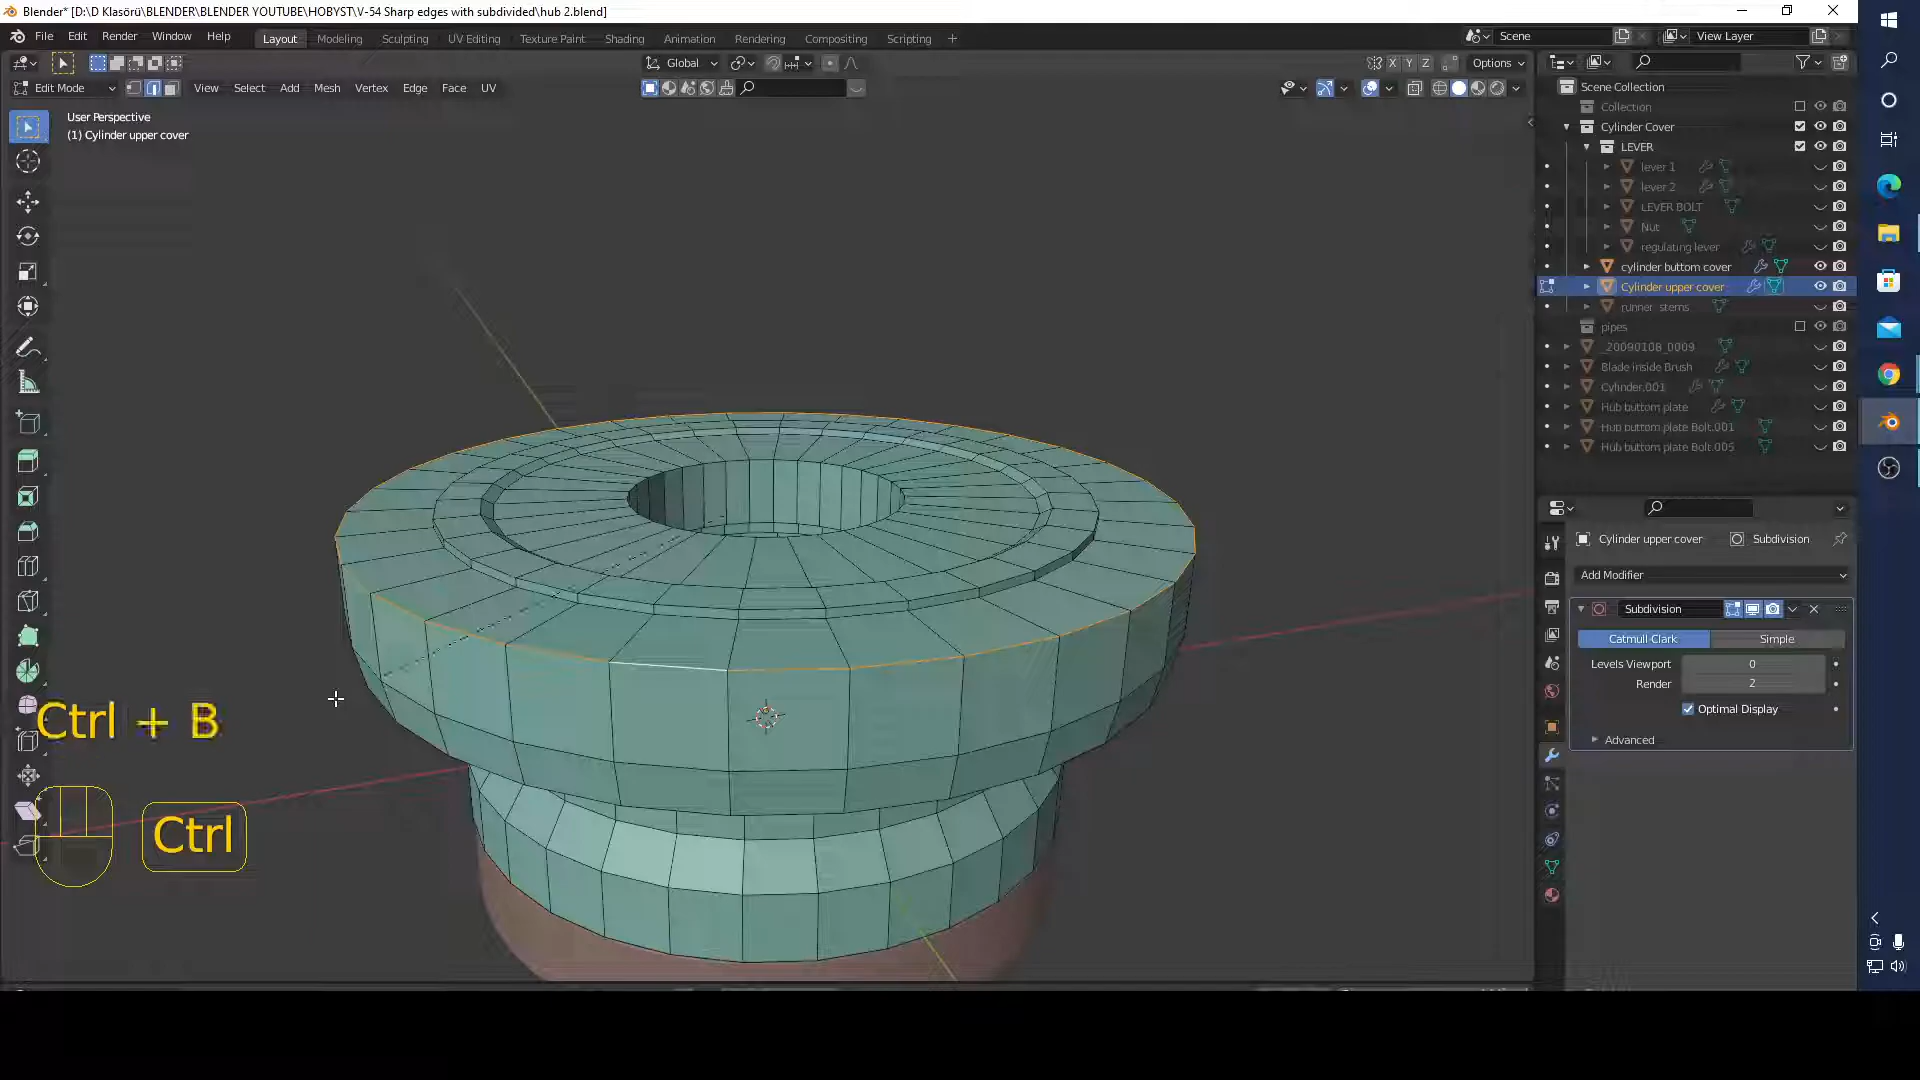 Blender* [D:\D Klasörü\BLENDER\BLENDER YOUTUBE\HOBYST\V-54 Sharp edges with subdivided\hub 2.blend]
File Edit Render Window Help Layout Modeling Sculpting UV Editing Texture Paint Shading Animation Rendering Compositing Scripting + Scene View Layer
Global X Y Z Options
Edit Mode View Select Add Mesh Vertex Edge Face UV
User Perspective
(1) Cylinder upper cover
Scene Collection
Collection
Cylinder Cover
LEVER
lever 1
lever 2
LEVER BOLT
Nut
regulating lever
cylinder buttom cover
Cylinder upper cover
runner stems
pipes
_20090108_0009
Blade inside Brush
Cylinder.001
Hub buttom plate
Hub buttom plate Bolt.001
Hub buttom plate Bolt.005
Cylinder upper cover Subdivision
Add Modifier
Subdivision
Catmull Clark Simple
Levels Viewport 0
Render 2
Optimal Display
Advanced
Ctrl + B
Ctrl